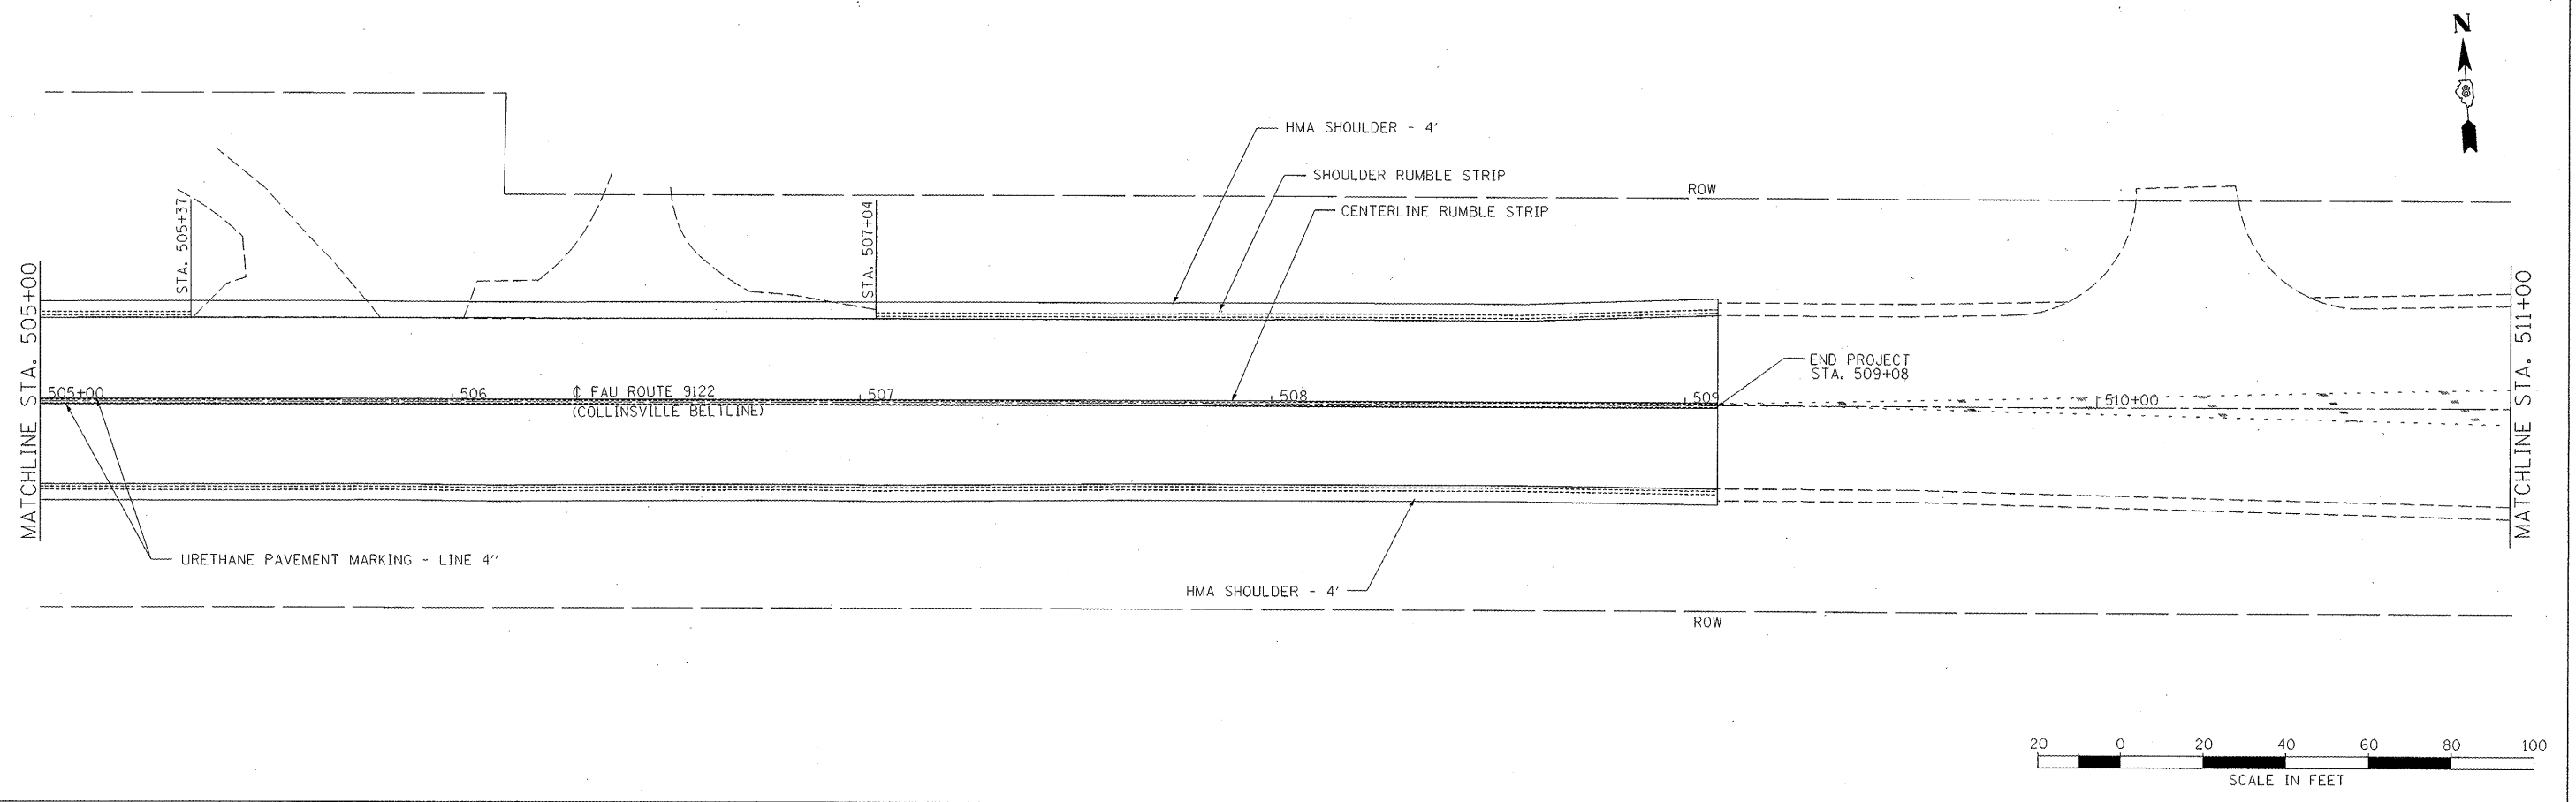 N
HMA SHOULDER - 4'
SHOULDER RUMBLE STRIP
ROW
CENTERLINE RUMBLE STRIP
STA. 505+37
STA. 507+04
MATCHLINE STA. 505+00
MATCHLINE STA. 511+00
END PROJECT
STA. 509+08
505+00
506
℄ FAU ROUTE 9122
(COLLINSVILLE BELTLINE)
507
508
509
510+00
URETHANE PAVEMENT MARKING - LINE 4''
HMA SHOULDER - 4'
ROW
20 0 20 40 60 80 100
SCALE IN FEET